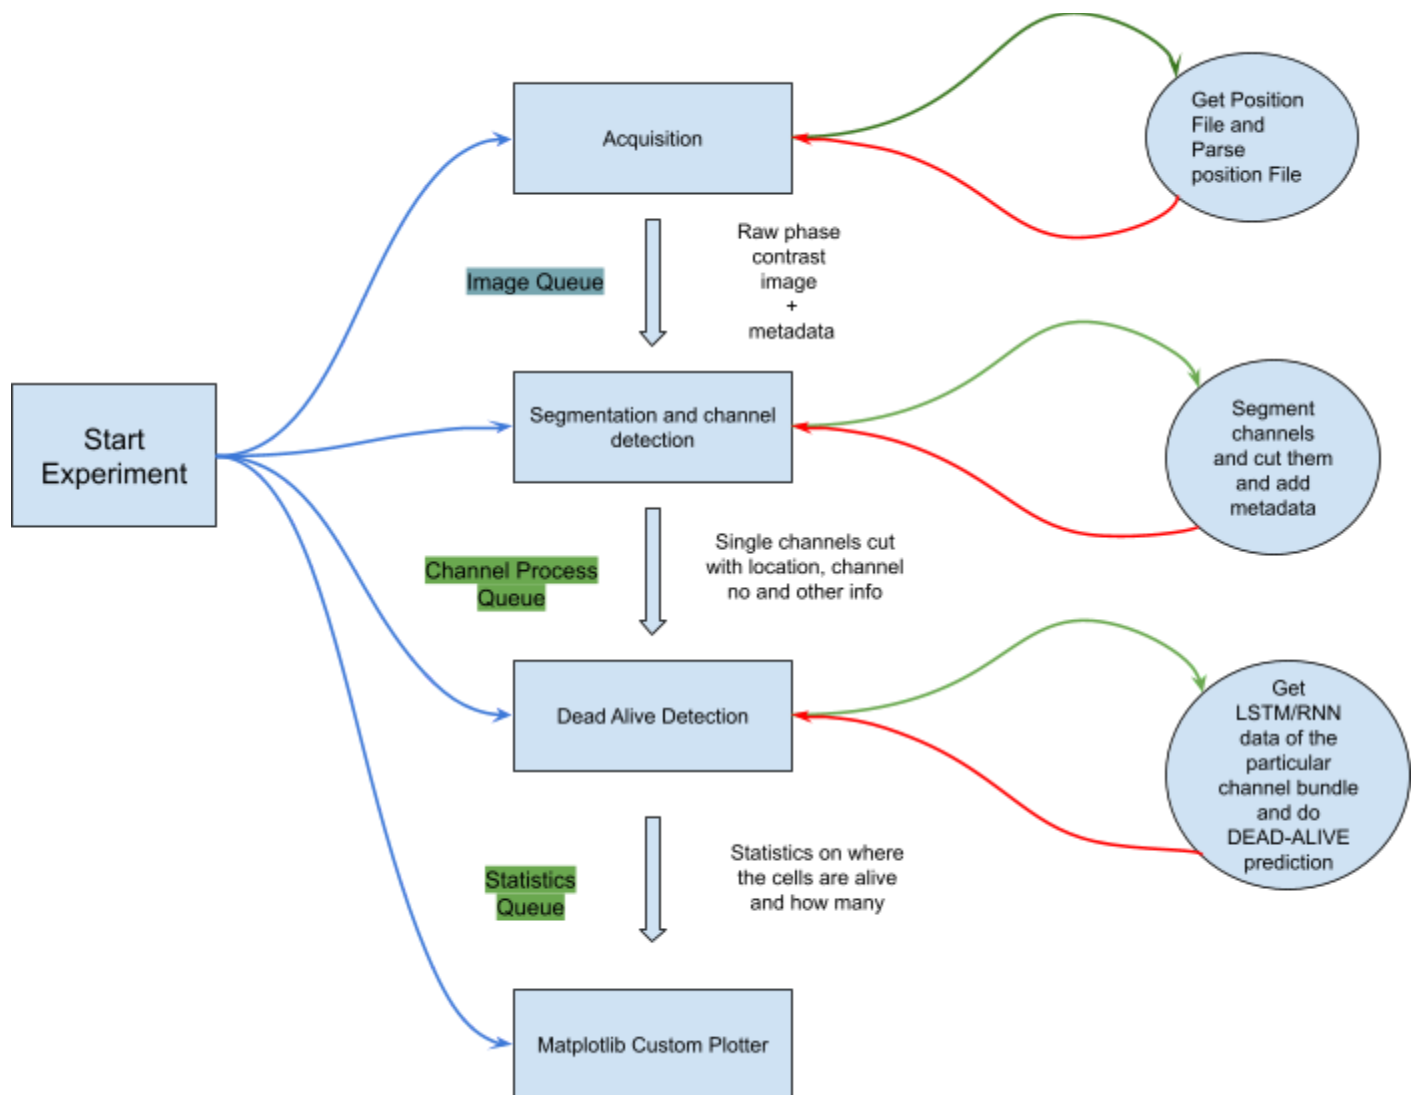 Acquisition
Get Position
File and
Parse
position File
Image Queue
Raw phase
contrast
image
+
metadata
Start
Experiment
Segmentation and channel
detection
Segment
channels
and cut them
and add
metadata
Channel Process
Queue
Single channels cut
with location, channel
no and other info
Dead Alive Detection
Get
LSTM/RNN
data of the
particular
channel bundle
and do
DEAD-ALIVE
prediction
Statistics
Queue
Statistics on where
the cells are alive
and how many
Matplotlib Custom Plotter